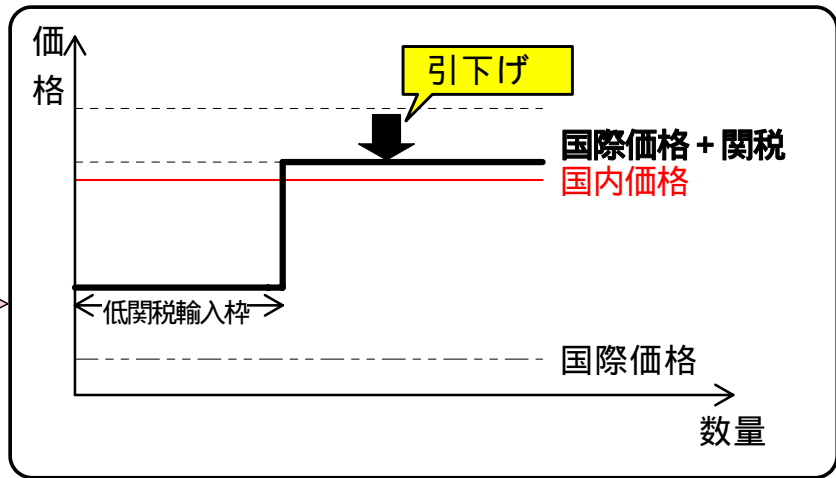 価格
引下げ
国際価格+関税
国内価格
低関税輸入枠
国際価格
数量